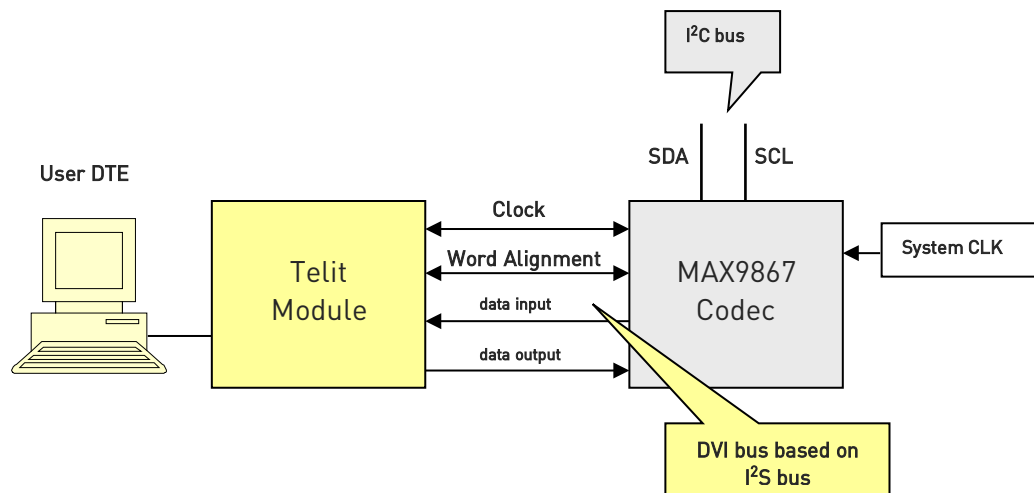 I²C bus
SDA
SCL
User DTE
Clock
Word Alignment
data input
data output
Telit
Module
MAX9867
Codec
System CLK
DVI bus based on
I²S bus